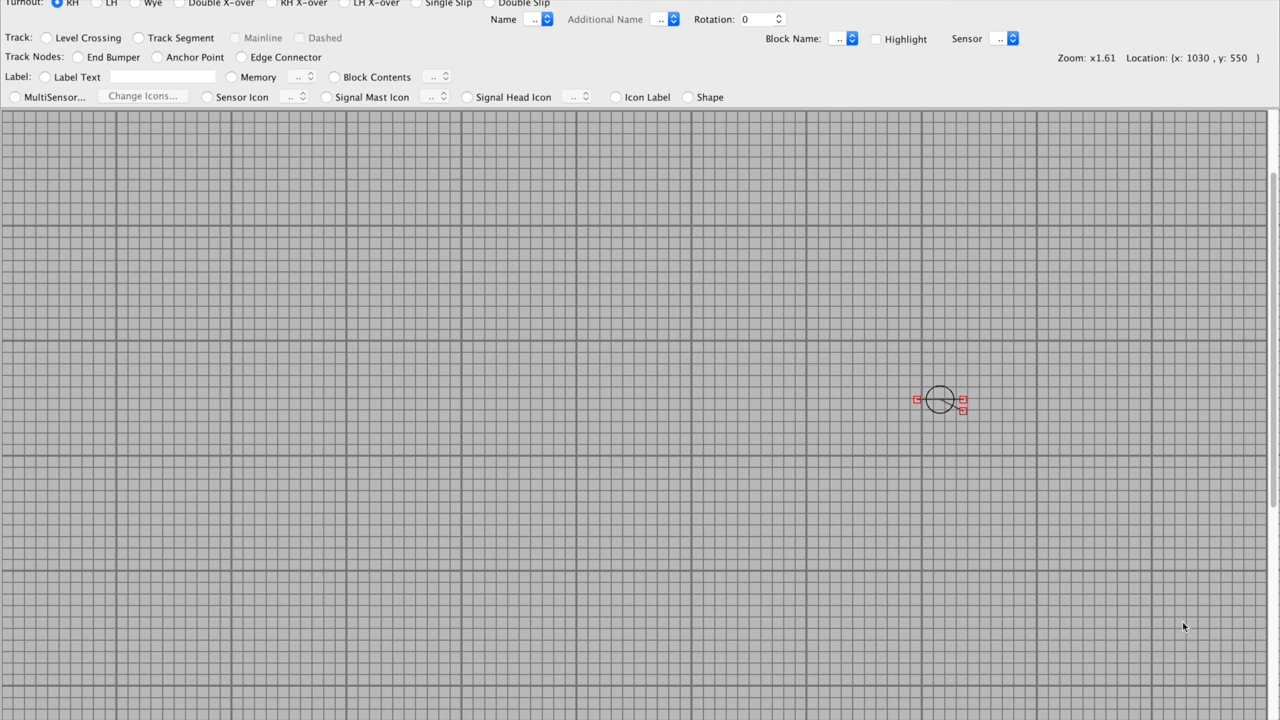 Turnout: RH LH Wye Double X-over RH X-over LH X-over Single Slip Double Slip
Name .. Additional Name .. Rotation: 0
Track: Level Crossing Track Segment Mainline Dashed Block Name: .. Highlight Sensor ..
Track Nodes: End Bumper Anchor Point Edge Connector Zoom: x1.61 Location: {x: 1030 , y: 550 }
Label: Label Text Memory .. Block Contents ..
MultiSensor... Change Icons... Sensor Icon .. Signal Mast Icon .. Signal Head Icon .. Icon Label Shape